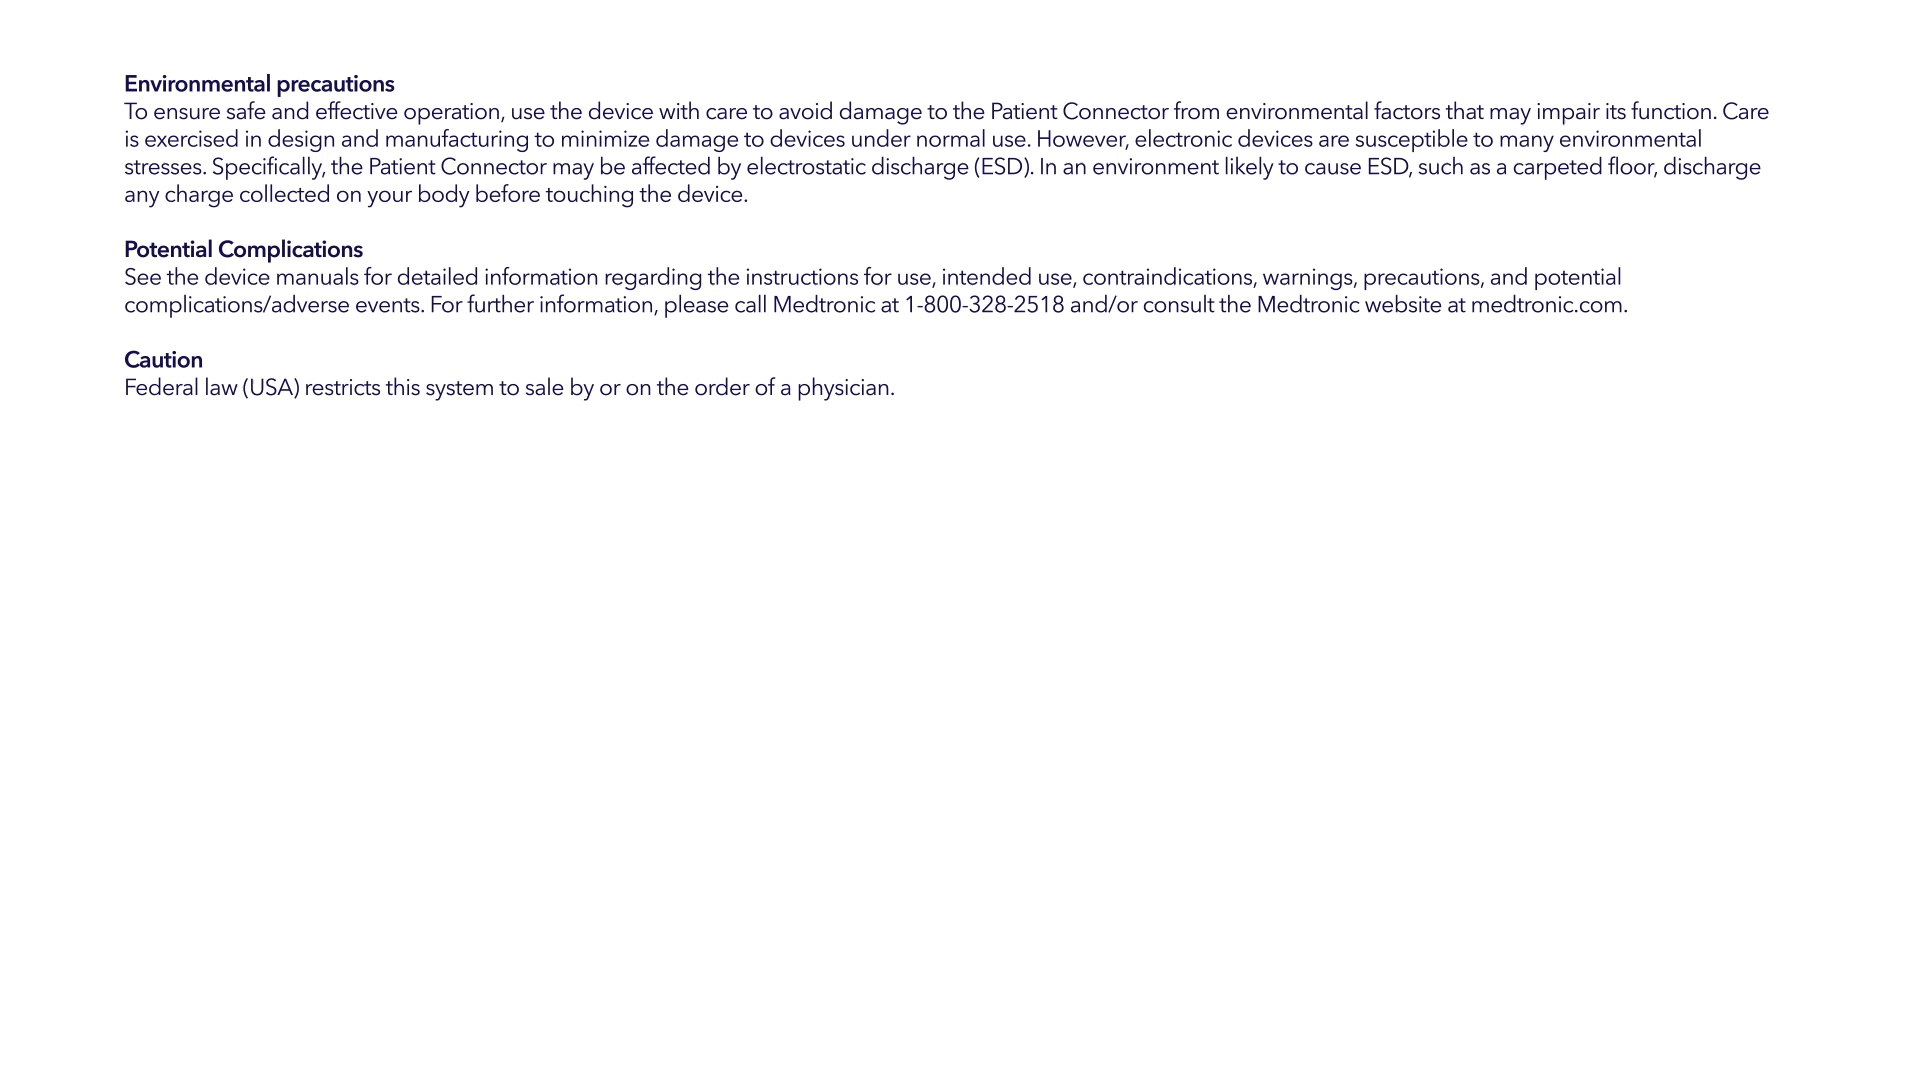 Environmental precautions
To ensure safe and effective operation, use the device with care to avoid damage to the Patient Connector from environmental factors that may impair its function. Care
is exercised in design and manufacturing to minimize damage to devices under normal use. However, electronic devices are susceptible to many environmental
stresses. Specifically, the Patient Connector may be affected by electrostatic discharge (ESD). In an environment likely to cause ESD, such as a carpeted floor, discharge
any charge collected on your body before touching the device.
Potential Complications
See the device manuals for detailed information regarding the instructions for use, intended use, contraindications, warnings, precautions, and potential
complications/adverse events. For further information, please call Medtronic at 1-800-328-2518 and/or consult the Medtronic website at medtronic.com.
Caution
Federal law (USA) restricts this system to sale by or on the order of a physician.